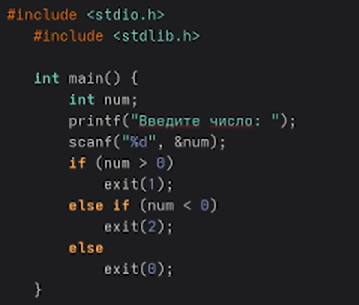 #include <stdio.h>
#include <stdlib.h>
int main() {
int num;
printf("Введите число: ");
scanf("%d", &num);
if (num > 0)
exit(1);
else if (num < 0)
exit(2);
else
exit(0);
}